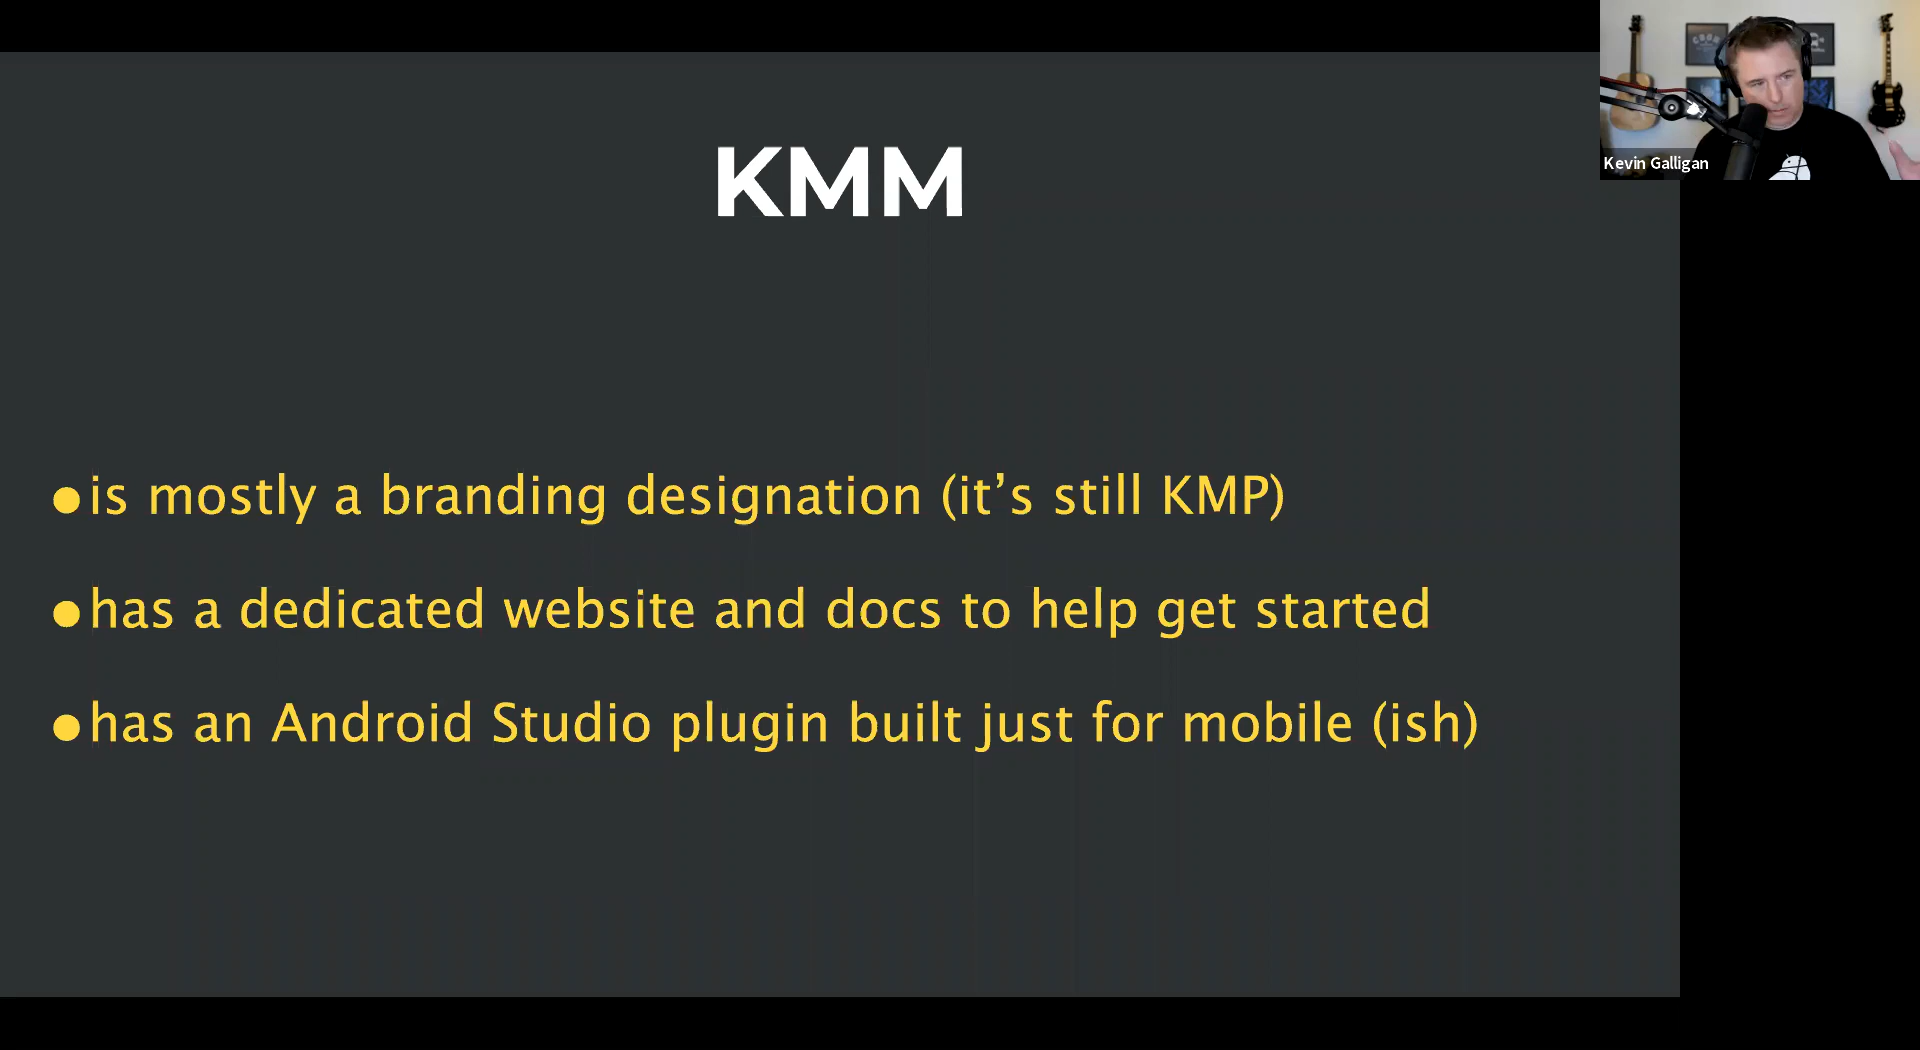 KMM
Kevin Galligan
•is mostly a branding designation (it’s still KMP)
•has a dedicated website and docs to help get started
•has an Android Studio plugin built just for mobile (ish)